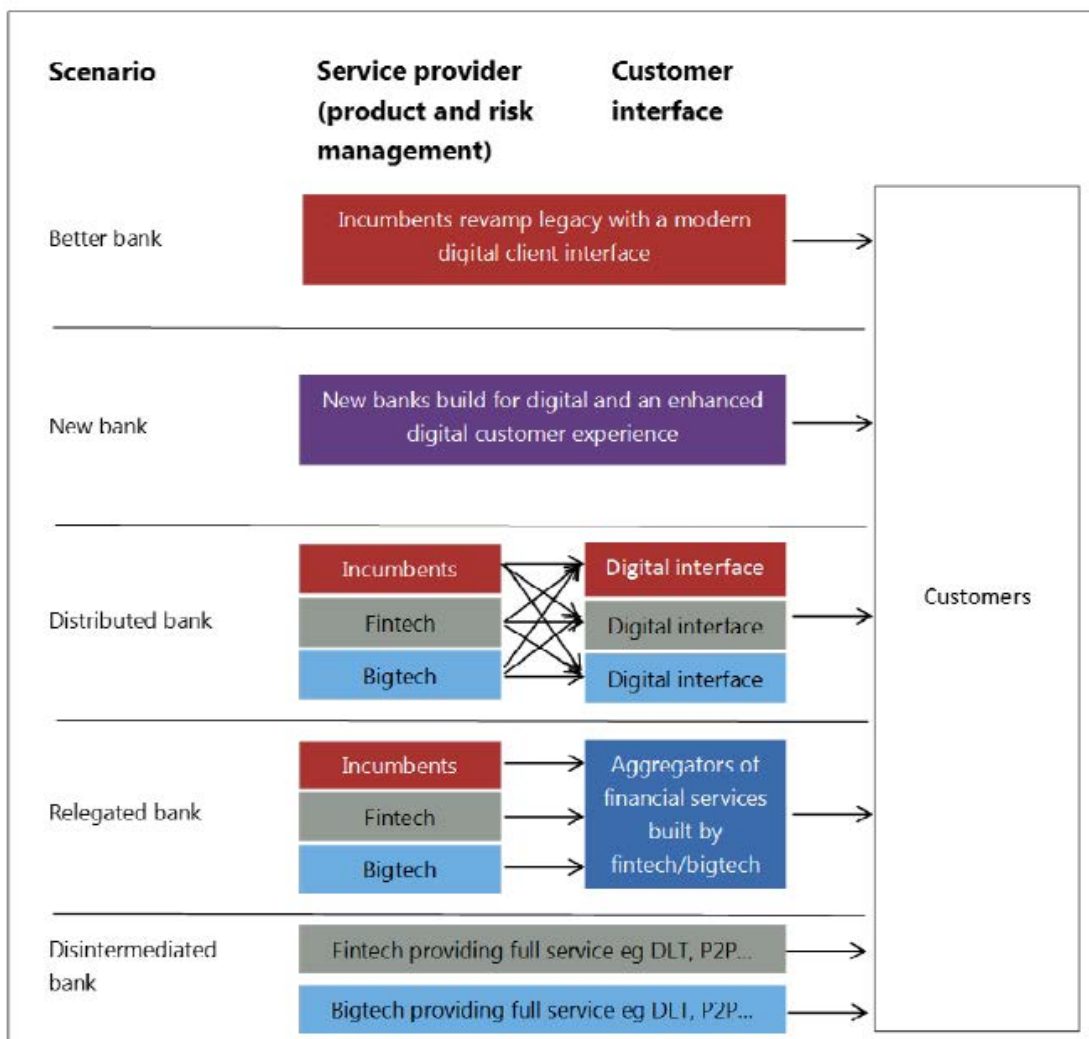 Scenario
Service provider
(product and risk
management)
Customer
interface
Better bank
Incumbents revamp legacy with a modern
digital client interface
New bank
New banks build for digital and an enhanced
digital customer experience
Distributed bank
Incumbents
Fintech
Bigtech
Digital interface
Digital interface
Digital interface
Customers
Relegated bank
Incumbents
Fintech
Bigtech
Aggregators of
financial services
built by
fintech/bigtech
Disintermediated
bank
Fintech providing full service eg DLT, P2P...
Bigtech providing full service eg DLT, P2P...